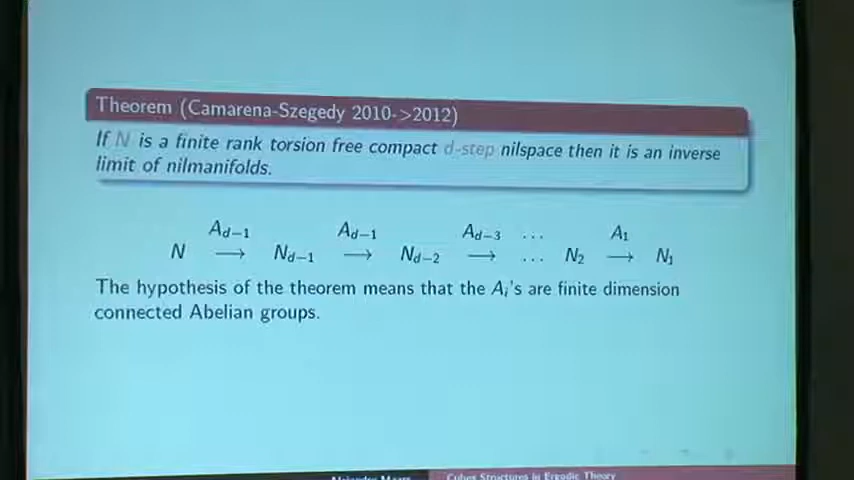 Theorem (Camarena-Szegedy 2010->2012)
If N is a finite rank torsion free compact d-step nilspace then it is an inverse
limit of nilmanifolds.
A_{d-1} A_{d-1} A_{d-3} ... A_1
N → N_{d-1} → N_{d-2} → ... N_2 → N_1
The hypothesis of the theorem means that the A_i's are finite dimension
connected Abelian groups.
Alejandro Maass Cubes Structures in Ergodic Theory